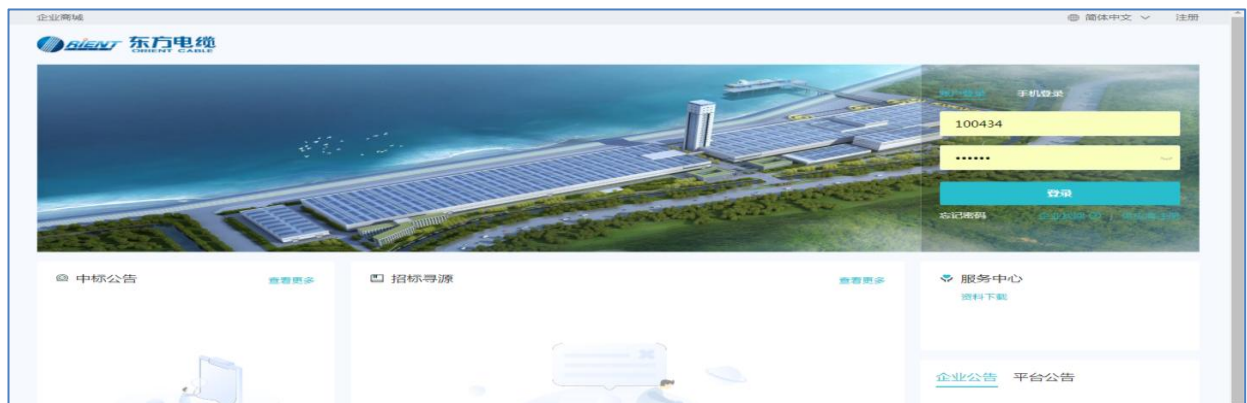 企业商城
简体中文
注册
ORIENT 东方电缆
ORIENT CABLE
账户登录 手机登录
100434
••••••
登录
忘记密码
中标公告
查看更多
招标寻源
查看更多
服务中心
资料下载
企业公告 平台公告